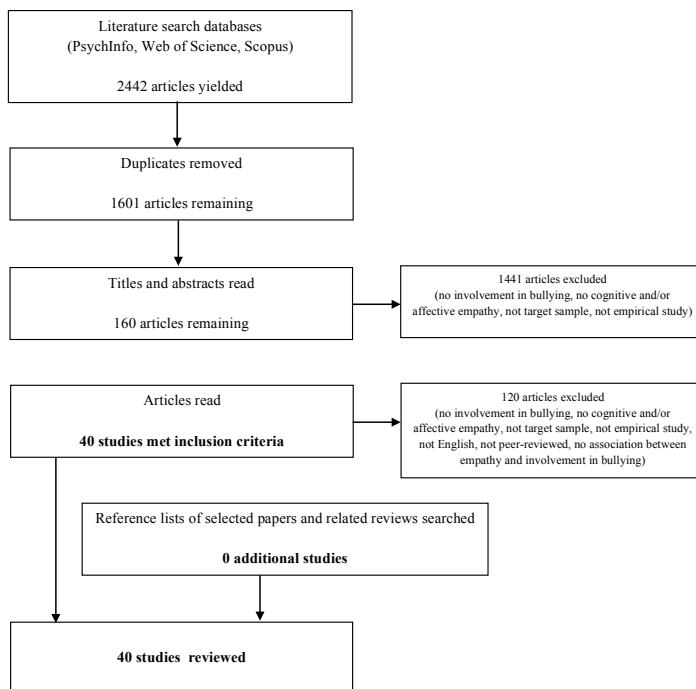 Literature search databases
(PsychInfo, Web of Science, Scopus)
2442 articles yielded
Duplicates removed
1601 articles remaining
Titles and abstracts read
160 articles remaining
1441 articles excluded
(no involvement in bullying, no cognitive and/or
affective empathy, not target sample, not empirical study)
Articles read
40 studies met inclusion criteria
120 articles excluded
(no involvement in bullying, no cognitive and/or
affective empathy, not target sample, not empirical study,
not English, not peer-reviewed, no association between
empathy and involvement in bullying)
Reference lists of selected papers and related reviews searched
0 additional studies
40 studies reviewed